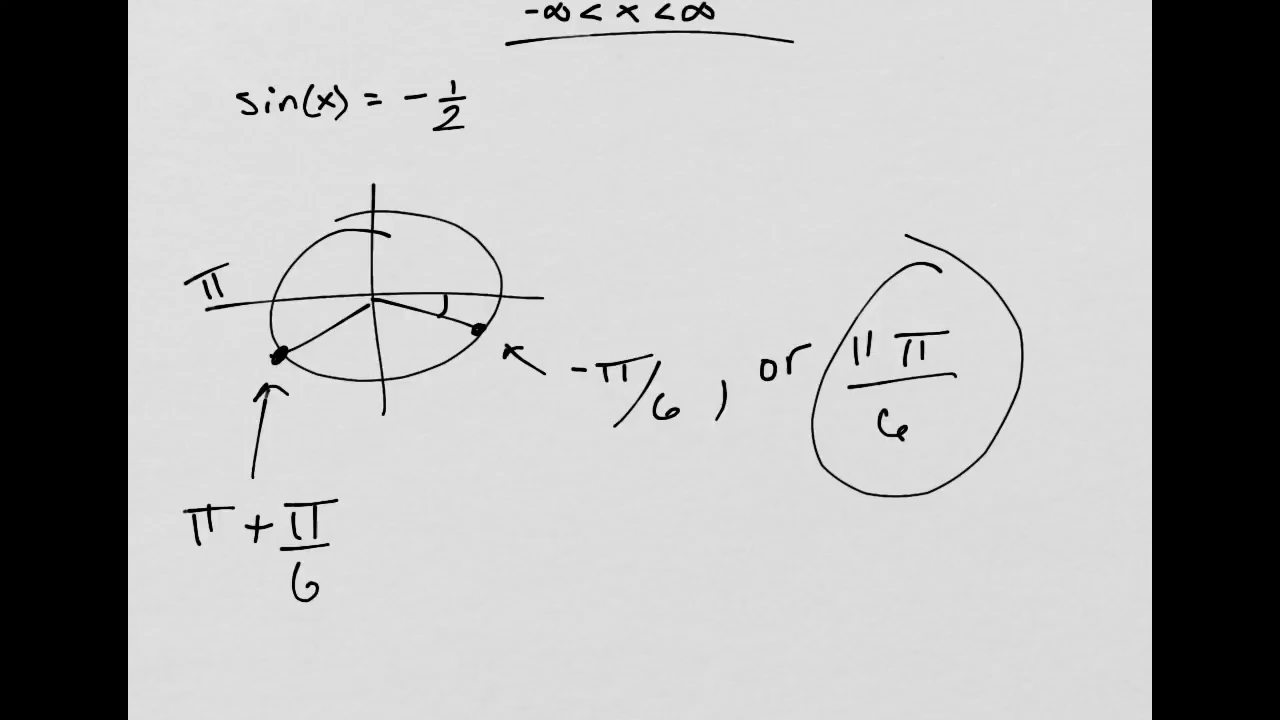 -∞ < x < ∞
sin(x) = - 1/2
π
-π/6, or 11π/6
π + π/6